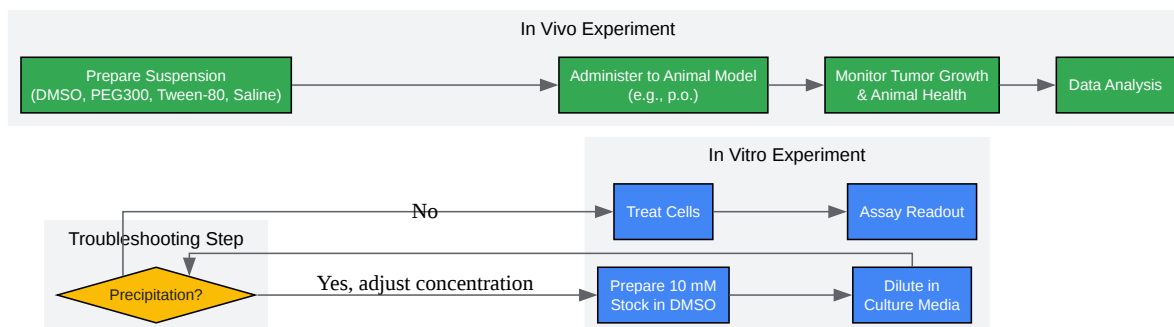 In Vivo Experiment
Prepare Suspension
(DMSO, PEG300, Tween-80, Saline)
Administer to Animal Model
(e.g., p.o.)
Monitor Tumor Growth
& Animal Health
Data Analysis
In Vitro Experiment
No
Treat Cells
Assay Readout
Troubleshooting Step
Precipitation?
Yes, adjust concentration
Prepare 10 mM
Stock in DMSO
Dilute in
Culture Media